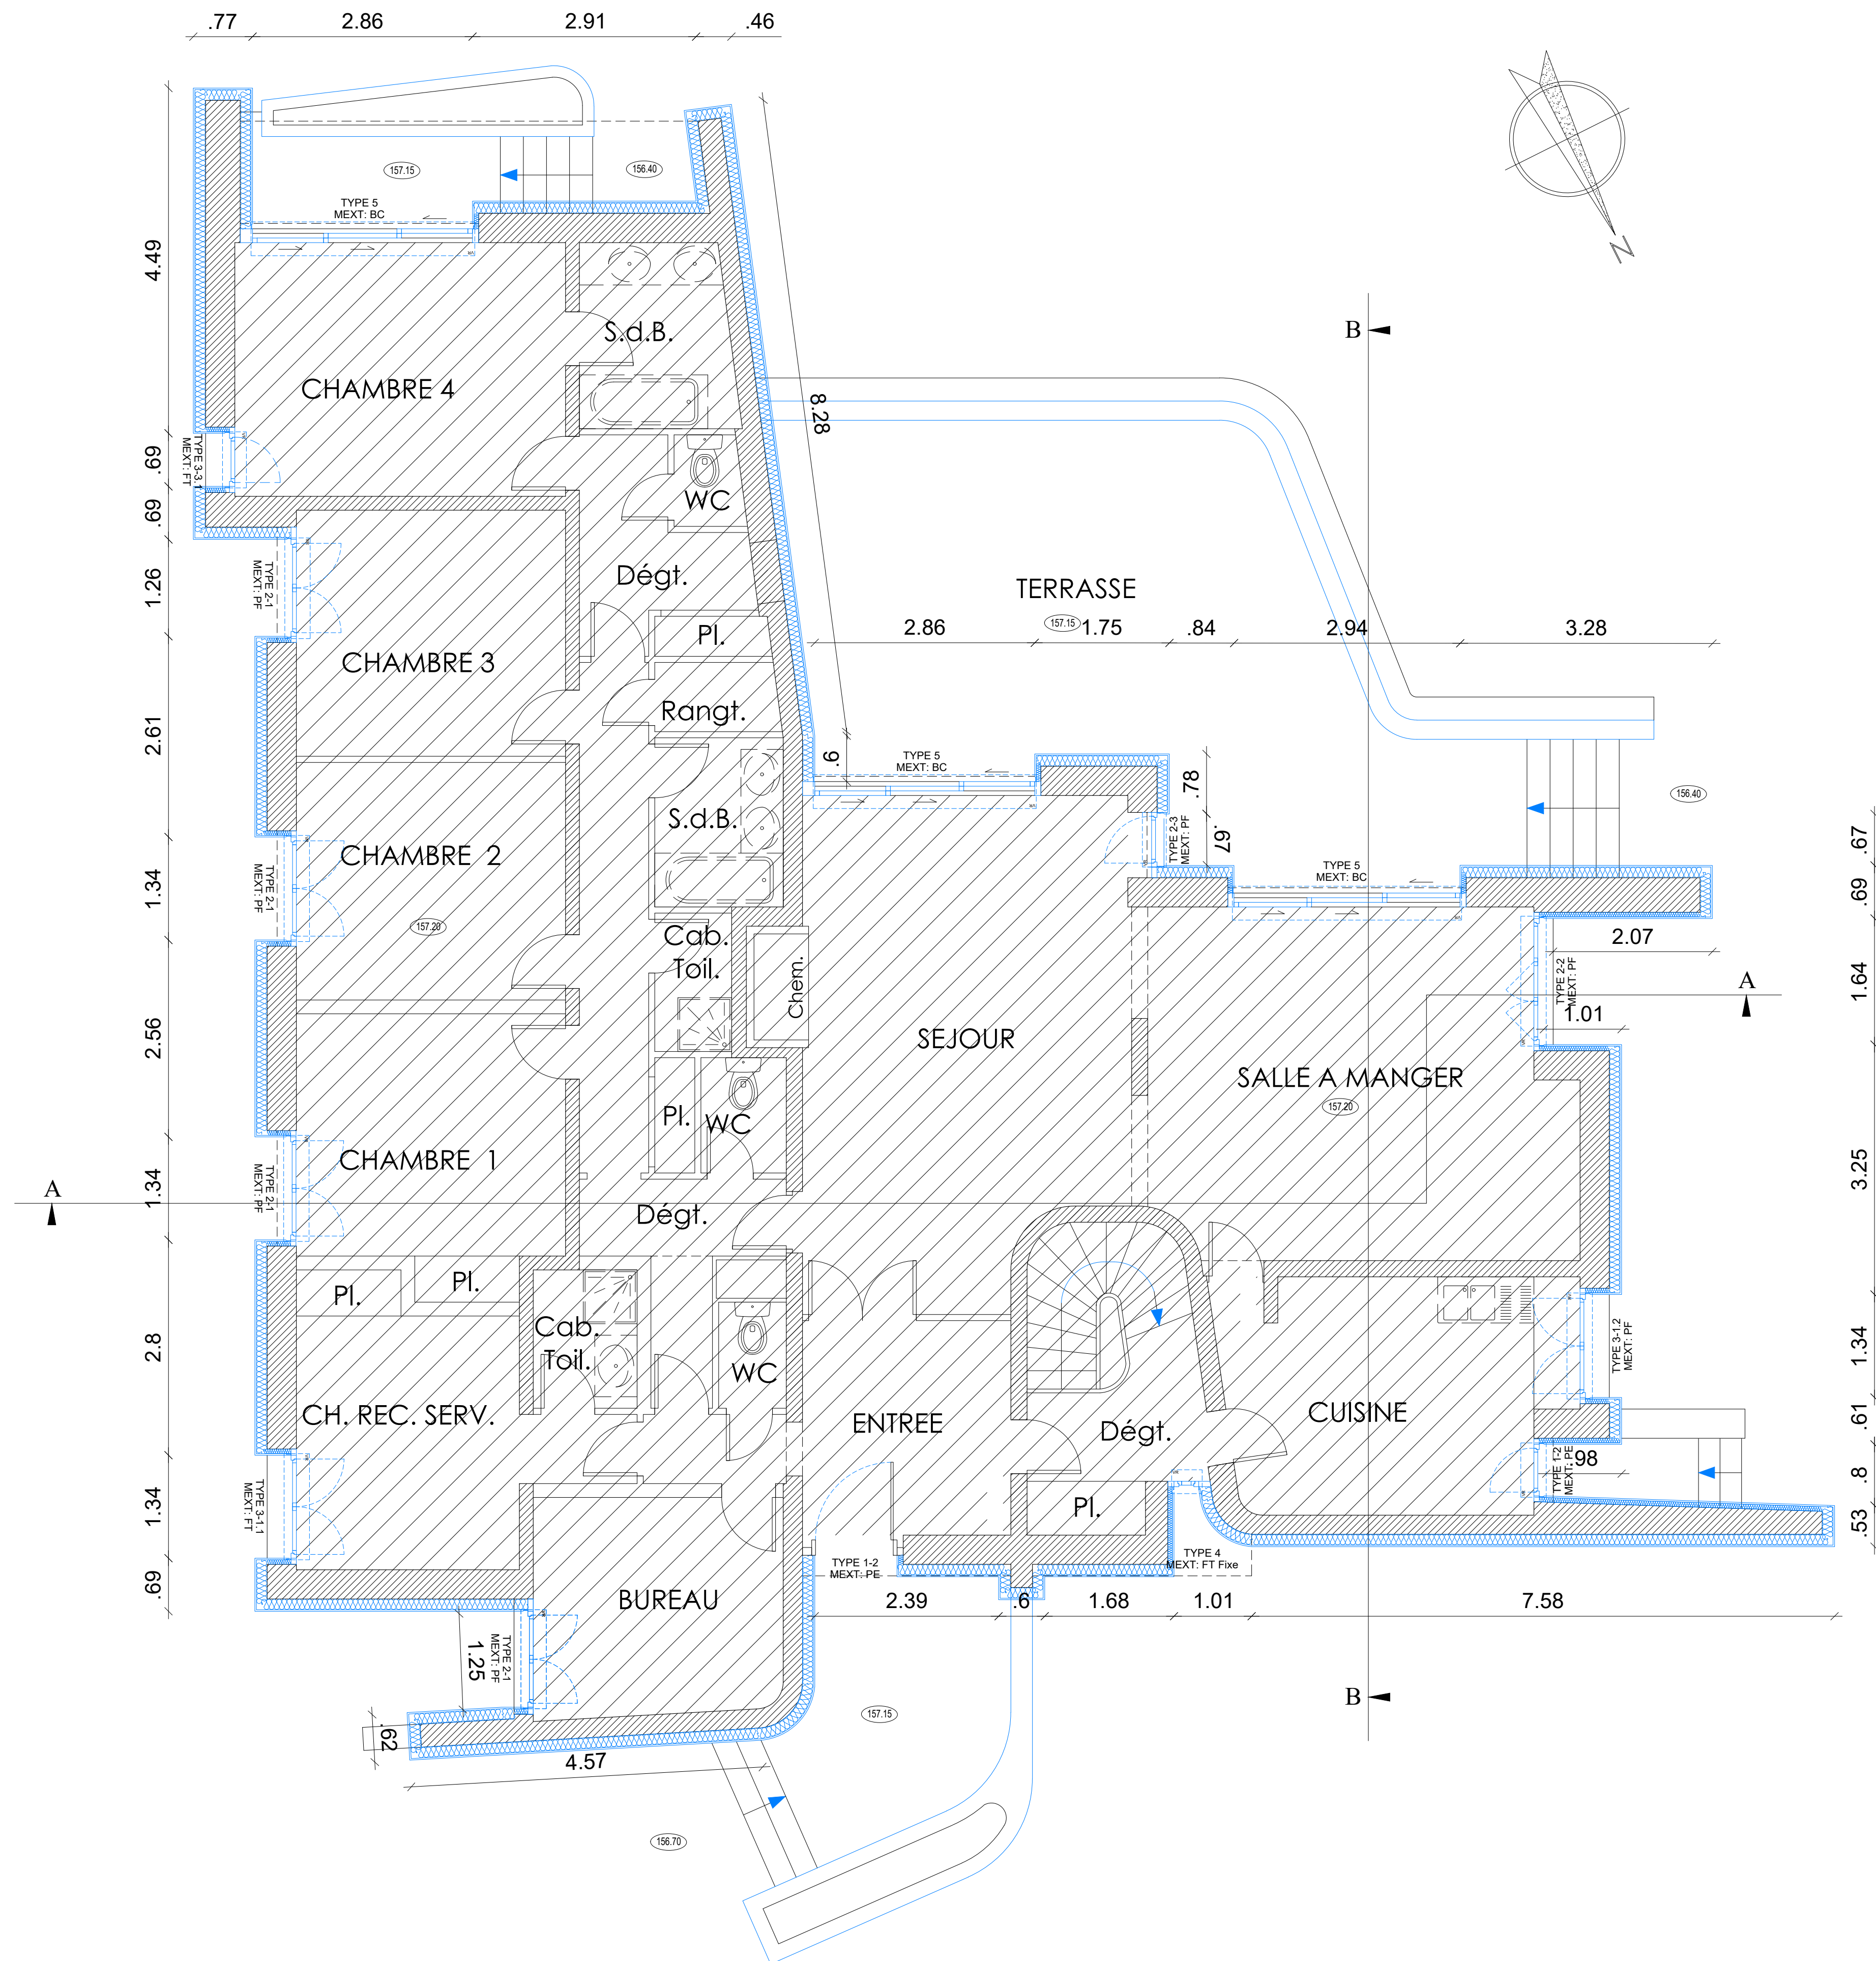 .77
2.86
2.91
.46
N
157.15
156.40
TYPE 5
MEXT: BC
B
S.d.B.
4.49
CHAMBRE 4
8.28
TYPE 3-3.1
MEXT: FT
.69
.69
WC
TYPE 2-1
MEXT: PF
1.26
Dégt.
TERRASSE
157.15
2.86
1.75
.84
2.94
3.28
Pl.
CHAMBRE 3
Rangt.
2.61
.9
TYPE 5
MEXT: BC
.78
156.40
S.d.B.
TYPE 2-3
MEXT: PF
.67
.67
CHAMBRE 2
TYPE 5
MEXT: BC
TYPE 2-1
MEXT: PF
1.34
.69
157.20
Cab.
Toil.
2.07
Chem.
TYPE 2-2
MEXT: PF
1.64
A
1.01
2.56
SEJOUR
SALLE A MANGER
157.20
Pl.
WC
CHAMBRE 1
TYPE 2-1
MEXT: PF
1.34
3.25
A
Dégt.
Pl.
Pl.
Cab.
Toil.
2.8
WC
TYPE 3-1.2
MEXT: PF
1.34
CH. REC. SERV.
ENTREE
Dégt.
CUISINE
.61
TYPE 1-2
MEXT: PE
.98
.8
TYPE 3-1.1
MEXT: FT
1.34
Pl.
.53
TYPE 1-2
MEXT: PE
TYPE 4
MEXT: FT Fixe
.69
BUREAU
2.39
.6
1.68
1.01
7.58
TYPE 2-1
MEXT: PF
1.25
B
157.15
.62
4.57
156.70